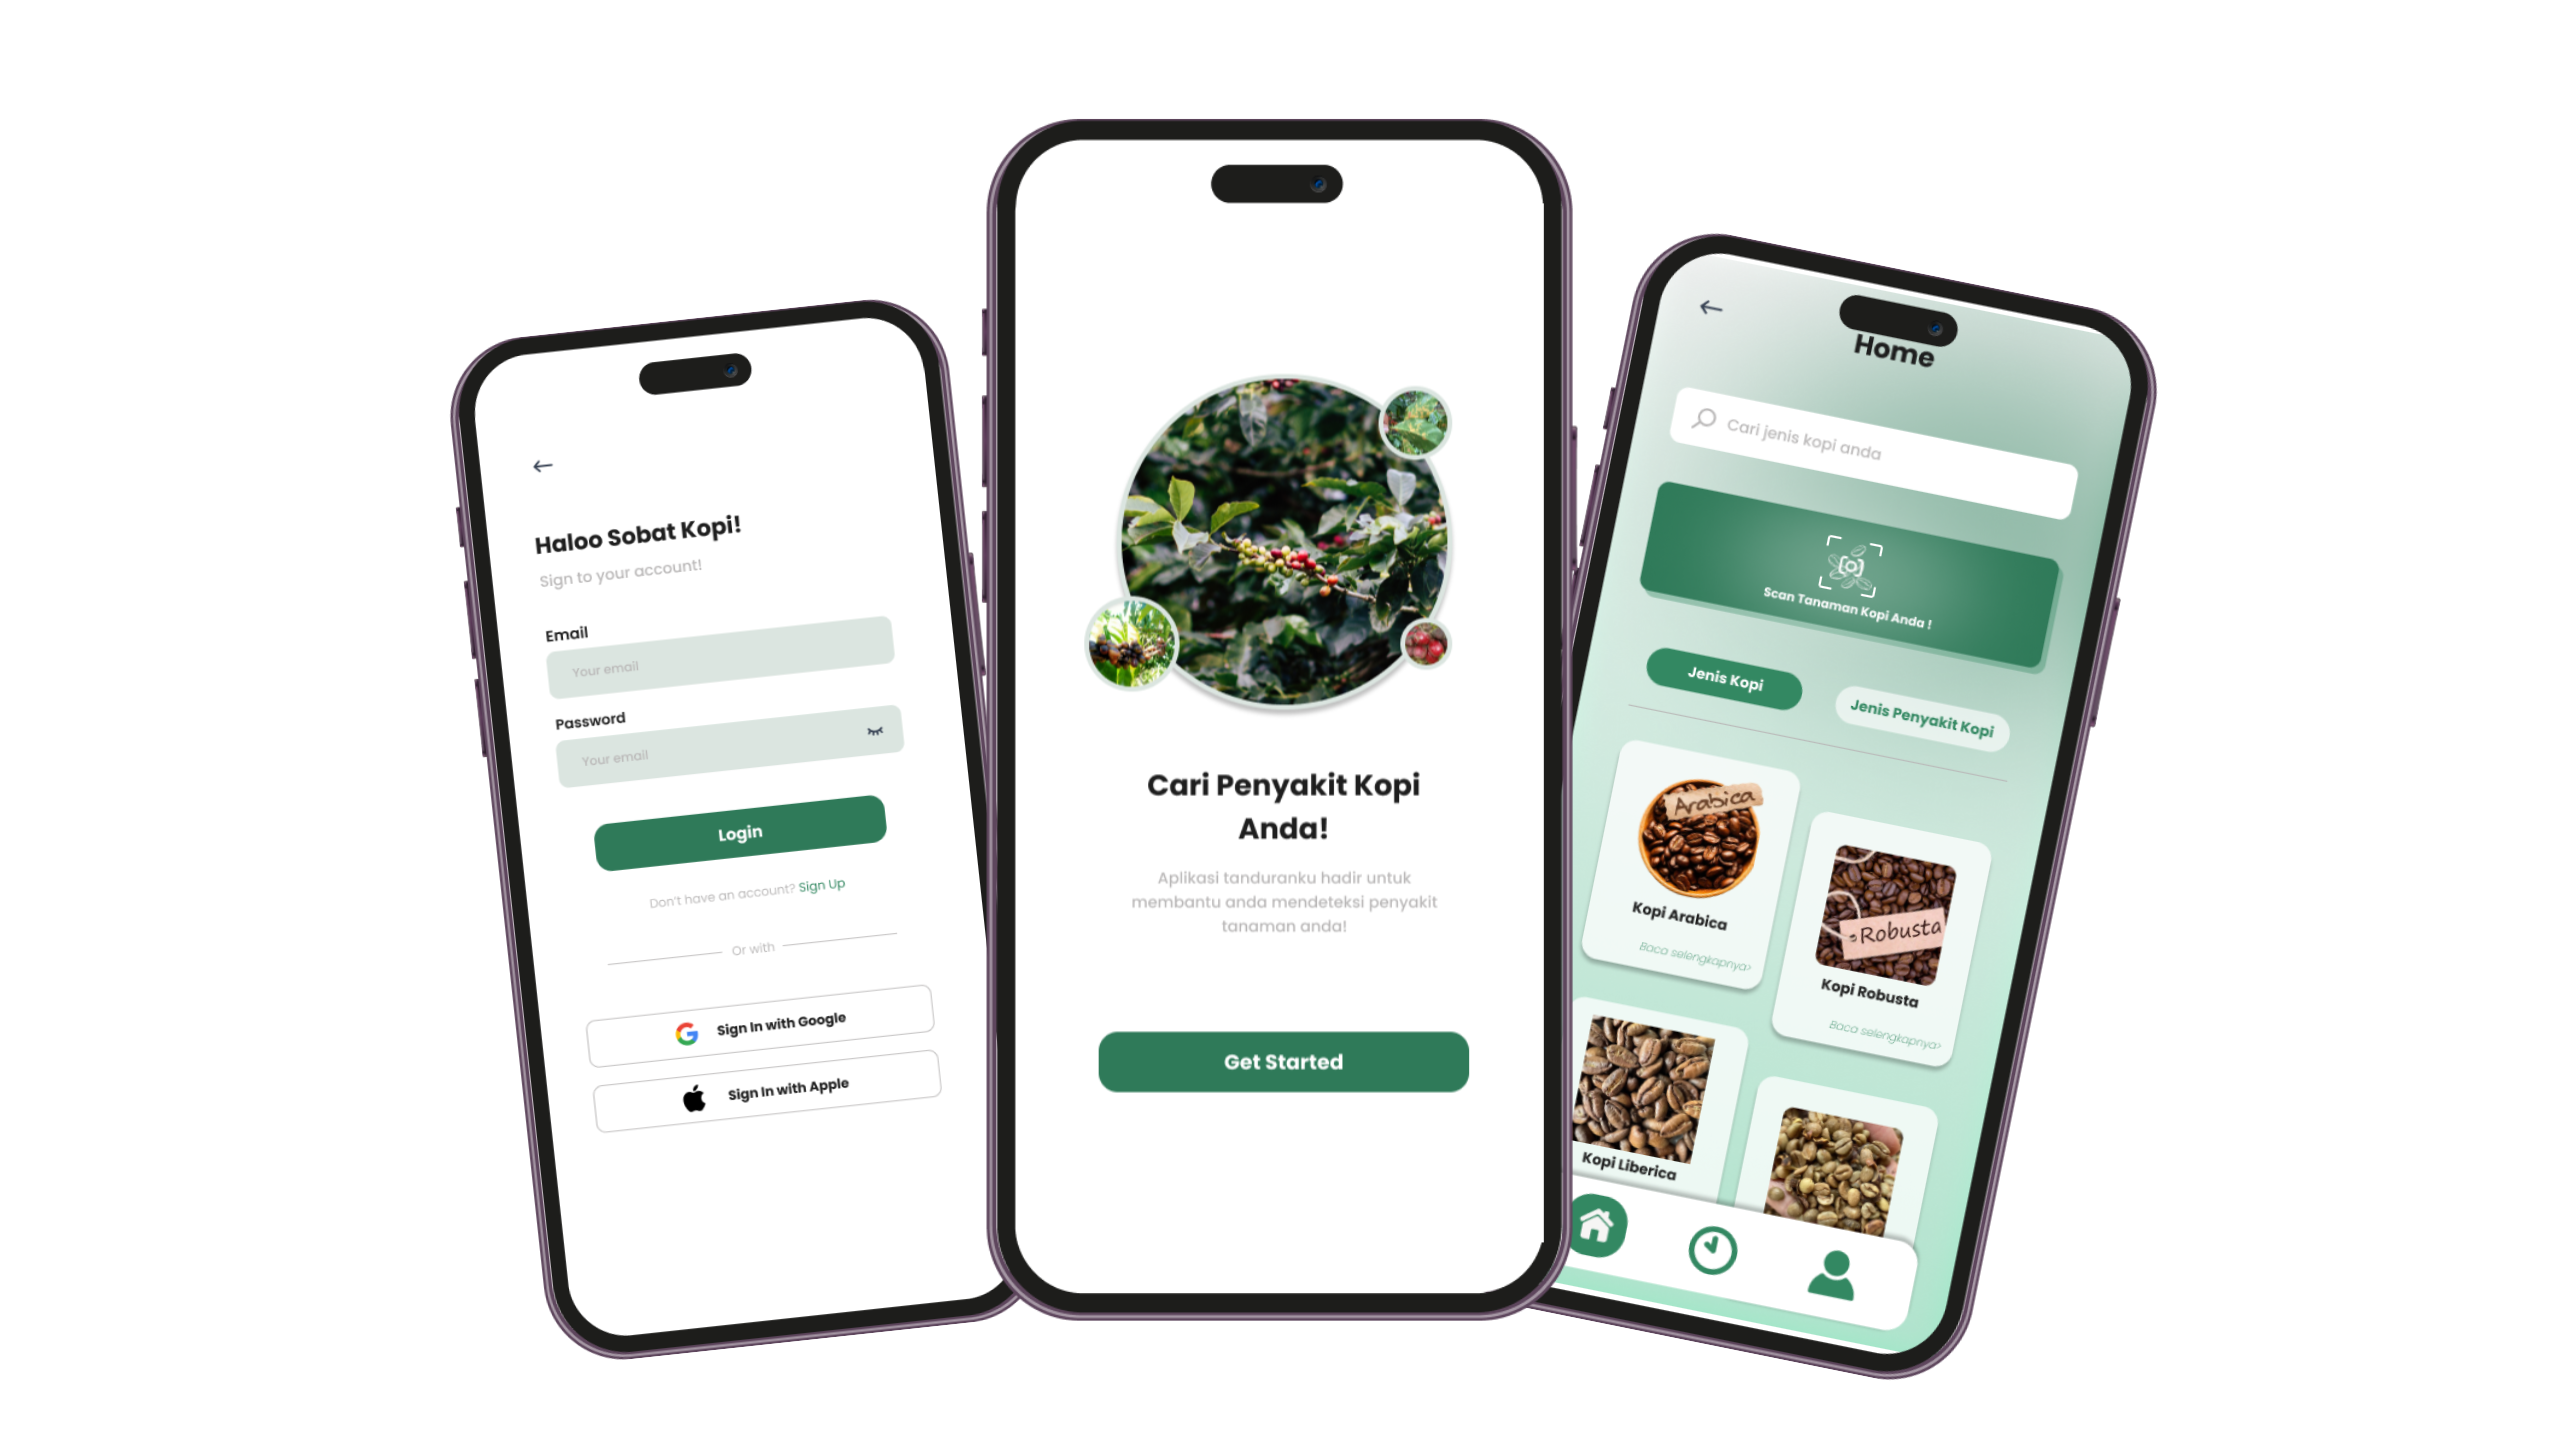 Haloo Sobat Kopi!
Sign to your account!
Email
Your email
Password
Your email
Login
Don't have an account? Sign Up
Or with
Sign In with Google
Sign In with Apple
Cari Penyakit Kopi
Anda!
Aplikasi tanduranku hadir untuk
membantu anda mendeteksi penyakit
tanaman anda!
Get Started
Home
Cari jenis kopi anda
Scan Tanaman Kopi Anda !
Jenis Kopi
Jenis Penyakit Kopi
Arabica
Kopi Arabica
Baca selengkapnya>
Robusta
Kopi Robusta
Baca selengkapnya>
Kopi Liberica